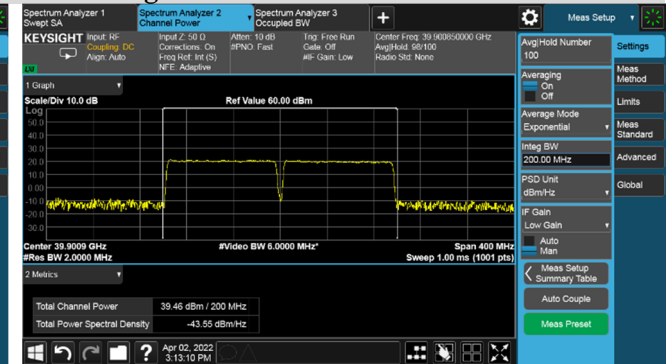 Spectrum Analyzer 1
Swept SA
Spectrum Analyzer 2
Channel Power
Spectrum Analyzer 3
Occupied BW
+
Meas Setup
KEYSIGHT
Input: RF
Coupling: DC
Align: Auto
Input Z: 50 Ω
Corrections: On
Freq Ref: Int (S)
NFE: Adaptive
Atten: 10 dB
#PNO: Fast
Trig: Free Run
Gate: Off
#IF Gain: Low
Center Freq: 39.900850000 GHz
Avg|Hold: 98/100
Radio Std: None
1 Graph
Scale/Div 10.0 dB
Ref Value 60.00 dBm
Log
50.0
40.0
30.0
20.0
10.0
0.00
-10.0
-20.0
-30.0
Center 39.9009 GHz
#Res BW 2.0000 MHz
#Video BW 6.0000 MHz*
Span 400 MHz
Sweep 1.00 ms (1001 pts)
2 Metrics
Total Channel Power
39.46 dBm / 200 MHz
Total Power Spectral Density
-43.55 dBm/Hz
Avg|Hold Number
100
Averaging
On
Off
Average Mode
Exponential
Integ BW
200.00 MHz
PSD Unit
dBm/Hz
IF Gain
Low Gain
Auto
Man
Meas Setup
Summary Table
Auto Couple
Meas Preset
Settings
Meas
Method
Limits
Meas
Standard
Advanced
Global
?
Apr 02, 2022
3:13:10 PM